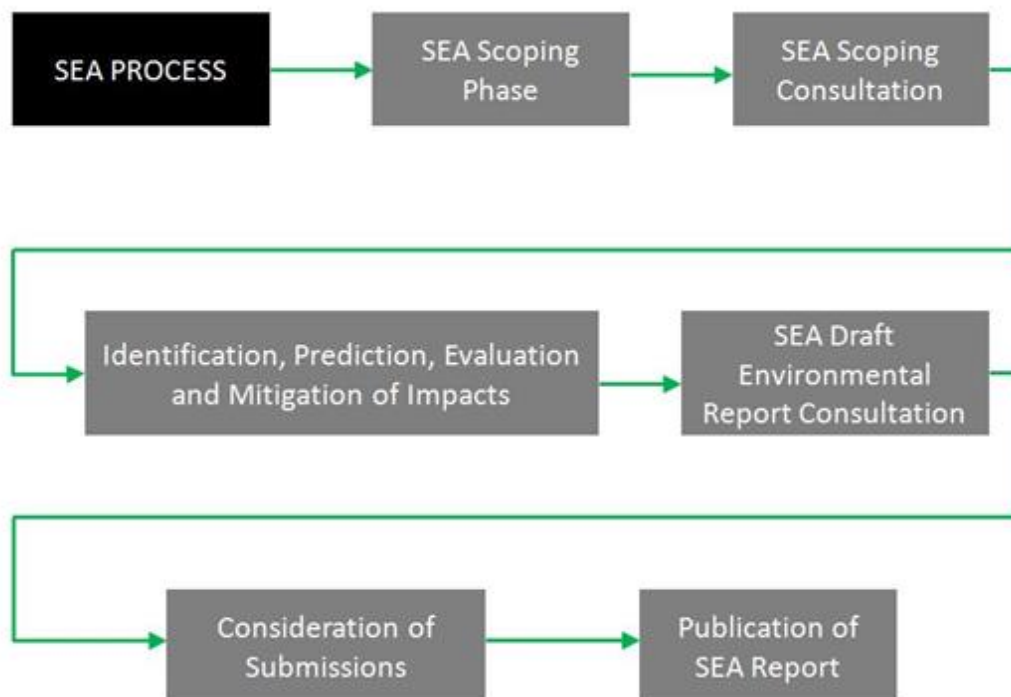 SEA PROCESS
SEA Scoping
Phase
SEA Scoping
Consultation
Identification, Prediction, Evaluation
and Mitigation of Impacts
SEA Draft
Environmental
Report Consultation
Consideration of
Submissions
Publication of
SEA Report